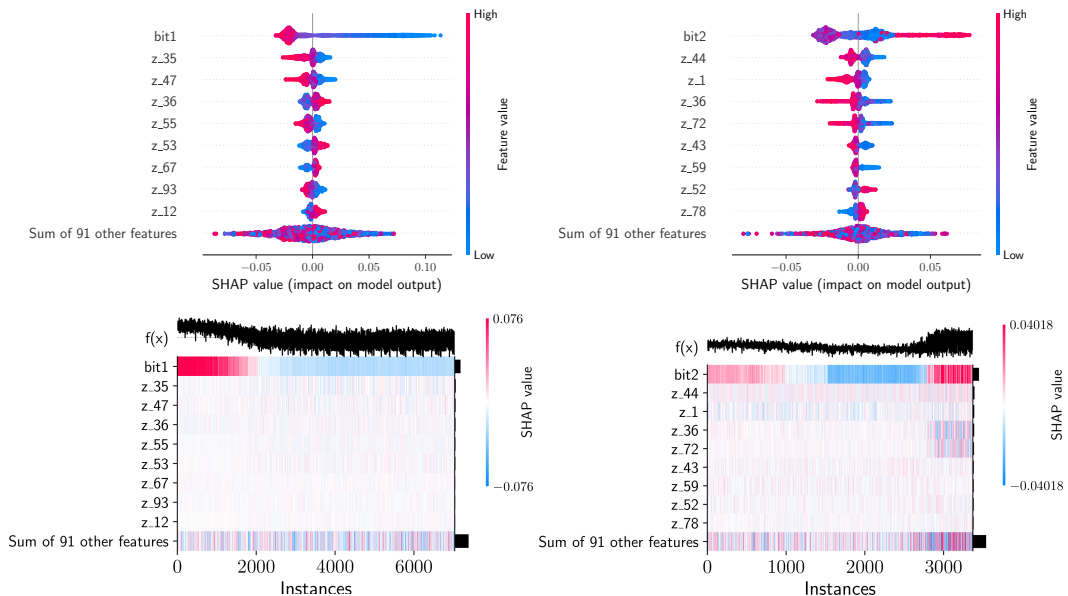 High
bit1
z_35
z_47
z_36
z_55
z_53
z_67
z_93
z_12
Sum of 91 other features
Low
Feature value
−0.05 0.00 0.05 0.10
SHAP value (impact on model output)
High
bit2
z_44
z_1
z_36
z_72
z_43
z_59
z_52
z_78
Sum of 91 other features
Low
Feature value
−0.05 0.00 0.05
SHAP value (impact on model output)
f(x)
bit1
z_35
z_47
z_36
z_55
z_53
z_67
z_93
z_12
Sum of 91 other features
0 2000 4000 6000
Instances
0.076
SHAP value
−0.076
f(x)
bit2
z_44
z_1
z_36
z_72
z_43
z_59
z_52
z_78
Sum of 91 other features
0 1000 2000 3000
Instances
0.04018
SHAP value
−0.04018